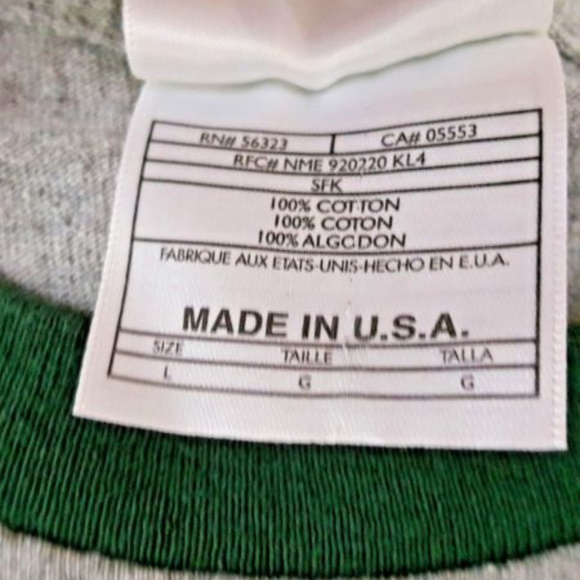 RN# 56323 CA# 05553
RFC# NME 920220 KL4
SFK
100% COTTON
100% COTON
100% ALGODON
FABRIQUE AUX ETATS-UNIS-HECHO EN E.U.A.
MADE IN U.S.A.
SIZE TAILLE TALLA
L G G